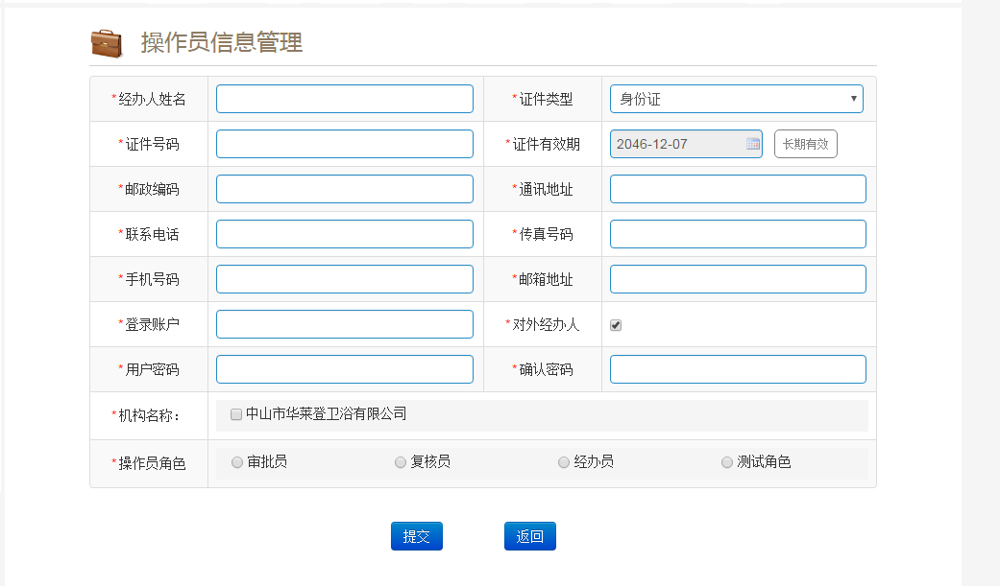 操作员信息管理
*经办人姓名 *证件类型 身份证
*证件号码 *证件有效期 2046-12-07 长期有效
*邮政编码 *通讯地址
*联系电话 *传真号码
*手机号码 *邮箱地址
*登录账户 *对外经办人
*用户密码 *确认密码
*机构名称: 中山市华莱登卫浴有限公司
*操作员角色 审批员 复核员 经办员 测试角色
提交 返回